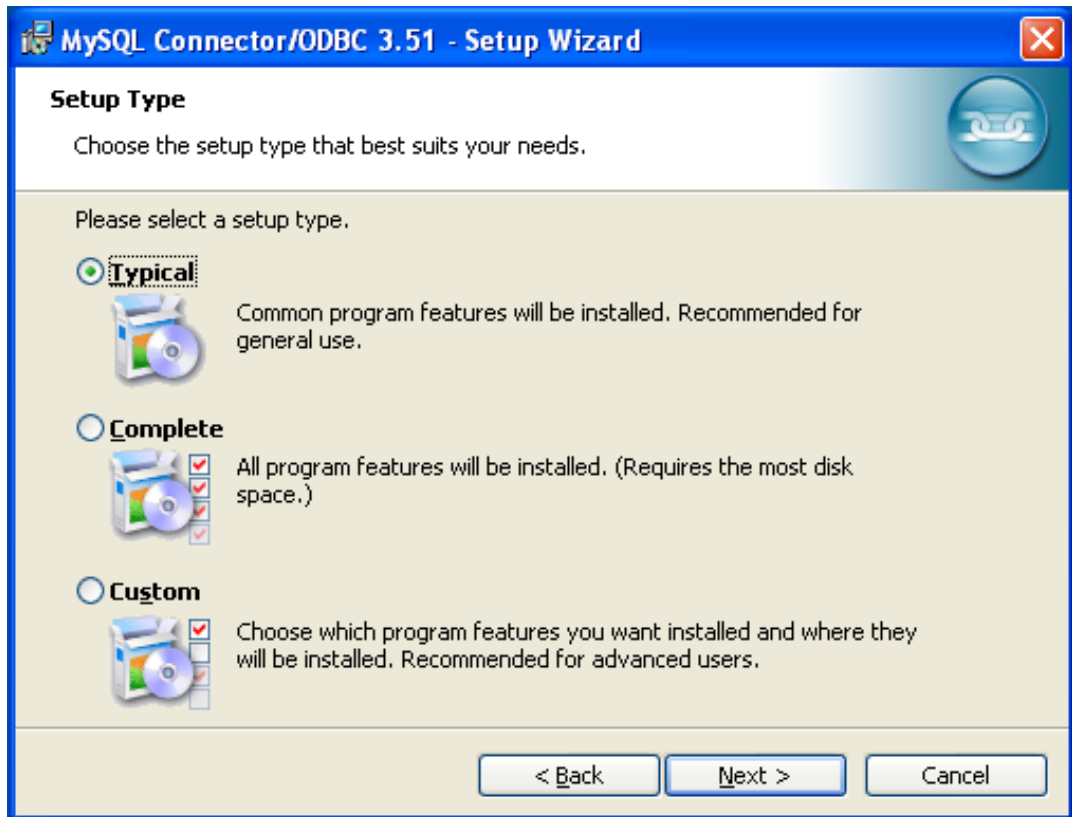 MySQL Connector/ODBC 3.51 - Setup Wizard
Setup Type
Choose the setup type that best suits your needs.
Please select a setup type.
Typical
Common program features will be installed. Recommended for
general use.
Complete
All program features will be installed. (Requires the most disk
space.)
Custom
Choose which program features you want installed and where they
will be installed. Recommended for advanced users.
< Back Next > Cancel